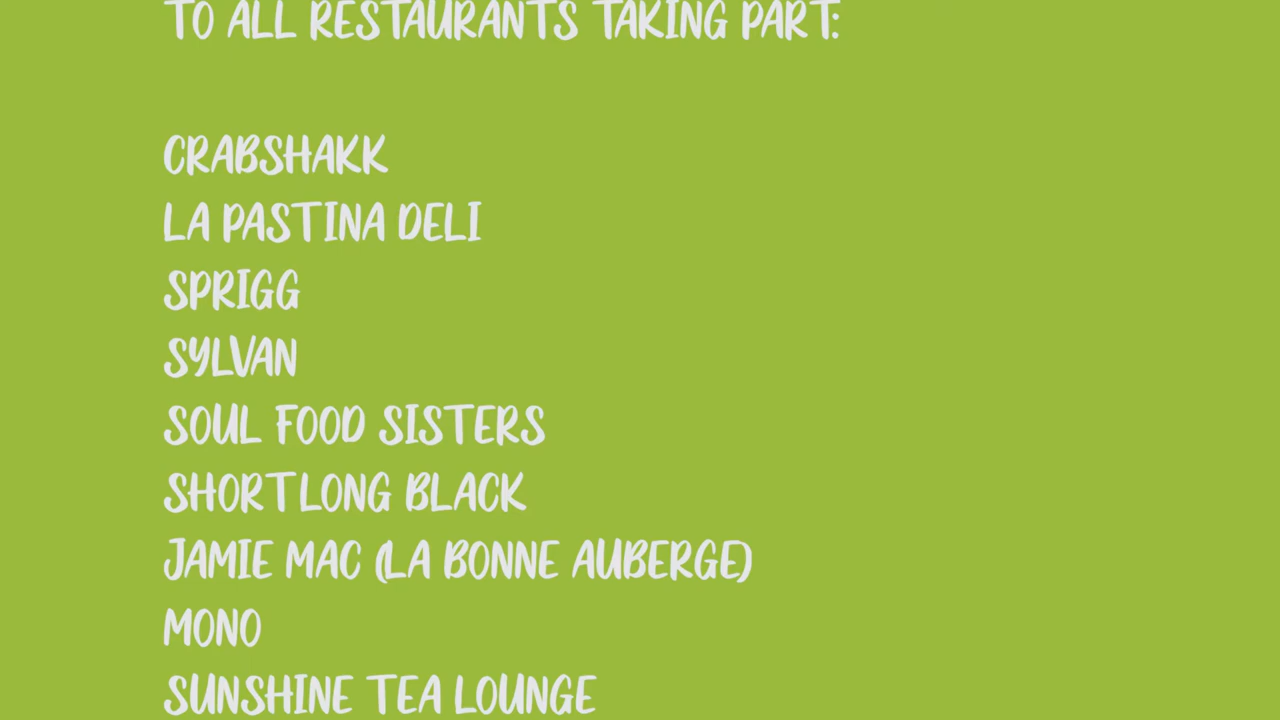 TO ALL RESTAURANTS TAKING PART:
CRABSHAKK
LA PASTINA DELI
SPRIGG
SYLVAN
SOUL FOOD SISTERS
SHORTLONG BLACK
JAMIE MAC (LA BONNE AUBERGE)
MONO
SUNSHINE TEA LOUNGE